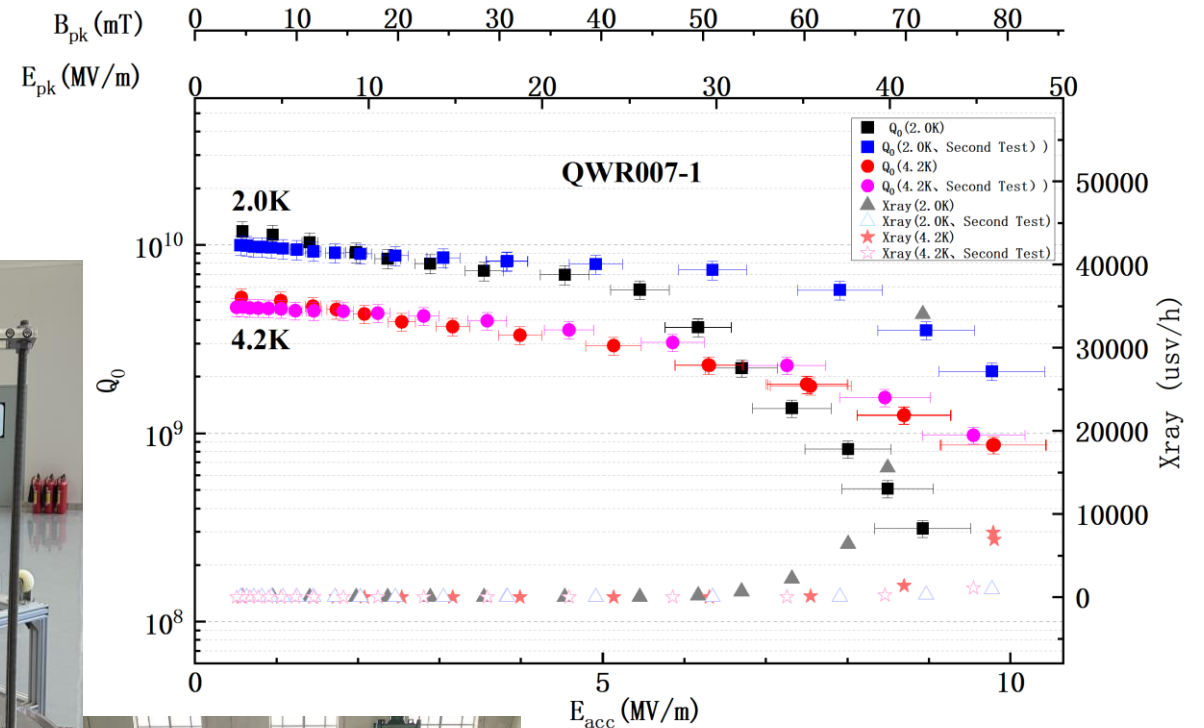 B_pk(mT) 0 10 20 30 40 50 60 70 80
E_pk(MV/m) 0 10 20 30 40 50
Q_0(2.0K)
Q_0(2.0K、Second Test))
Q_0(4.2K)
Q_0(4.2K、Second Test))
Xray(2.0K)
Xray(2.0K、Second Test)
Xray(4.2K)
Xray(4.2K、Second Test)
QWR007-1
2.0K
4.2K
Q_0
10^10
10^9
10^8
50000
40000
30000
20000
10000
0
Xray (usv/h)
0 5 10
E_acc(MV/m)